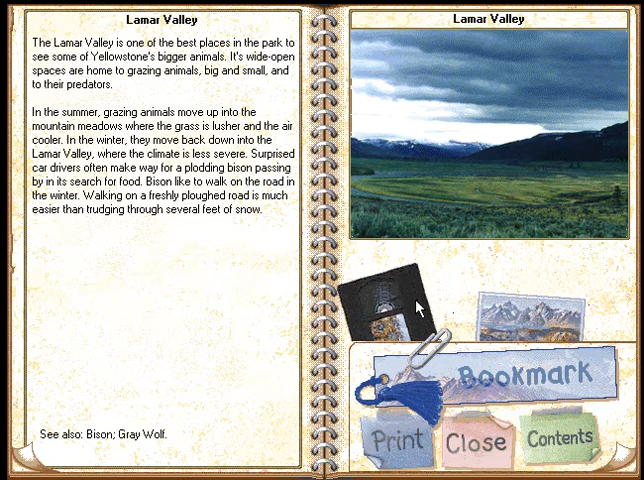 Lamar Valley
The Lamar Valley is one of the best places in the park to
see some of Yellowstone's bigger animals. It's wide-open
spaces are home to grazing animals, big and small, and
to their predators.
In the summer, grazing animals move up into the
mountain meadows where the grass is lusher and the air
cooler. In the winter, they move back down into the
Lamar Valley, where the climate is less severe. Surprised
car drivers often make way for a plodding bison passing
by in its search for food. Bison like to walk on the road in
the winter. Walking on a freshly ploughed road is much
easier than trudging through several feet of snow.
See also: Bison; Gray Wolf.
Lamar Valley
Bookmark
Print
Close
Contents